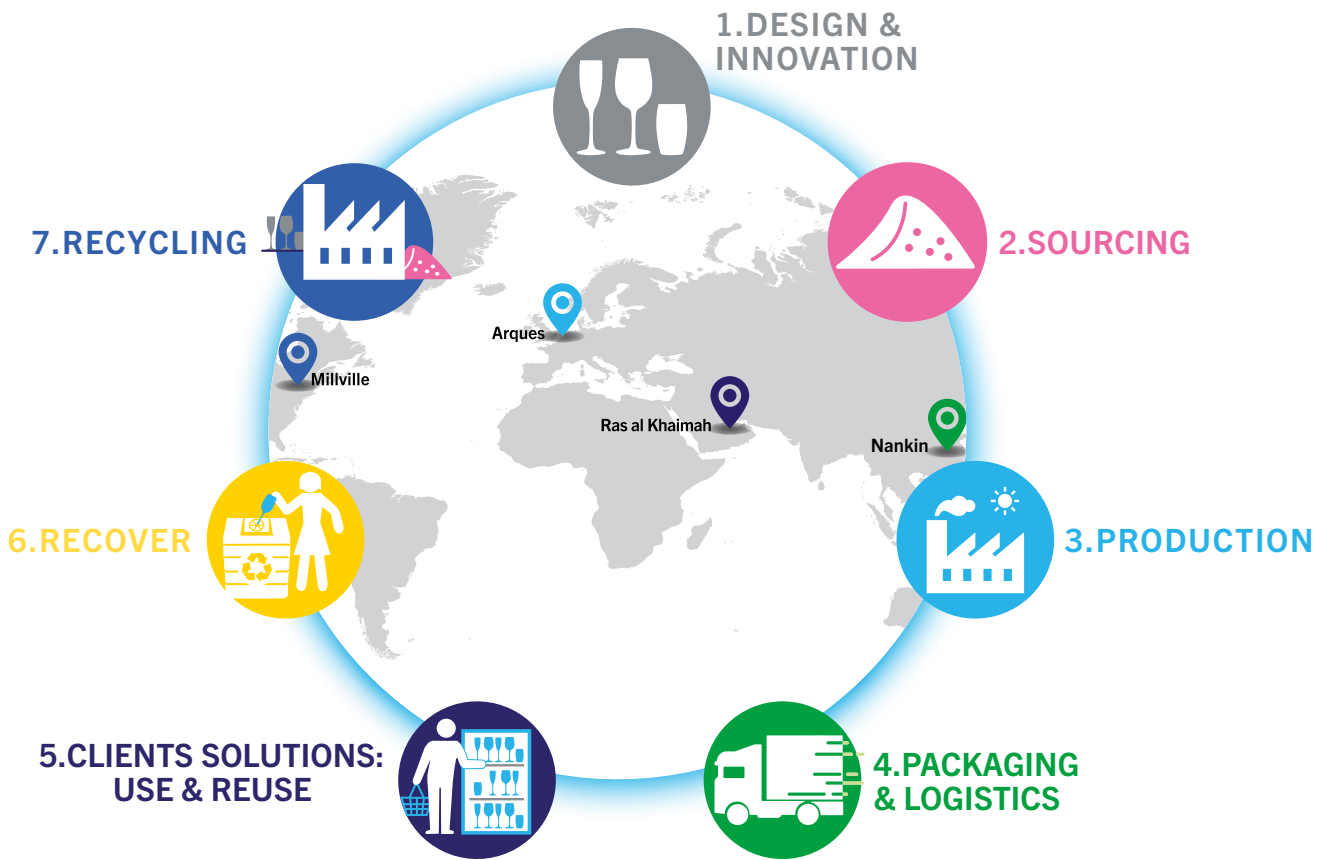 1.DESIGN &
INNOVATION
2.SOURCING
3.PRODUCTION
4.PACKAGING
& LOGISTICS
5.CLIENTS SOLUTIONS:
USE & REUSE
6.RECOVER
7.RECYCLING
Arques
Millville
Ras al Khaimah
Nankin